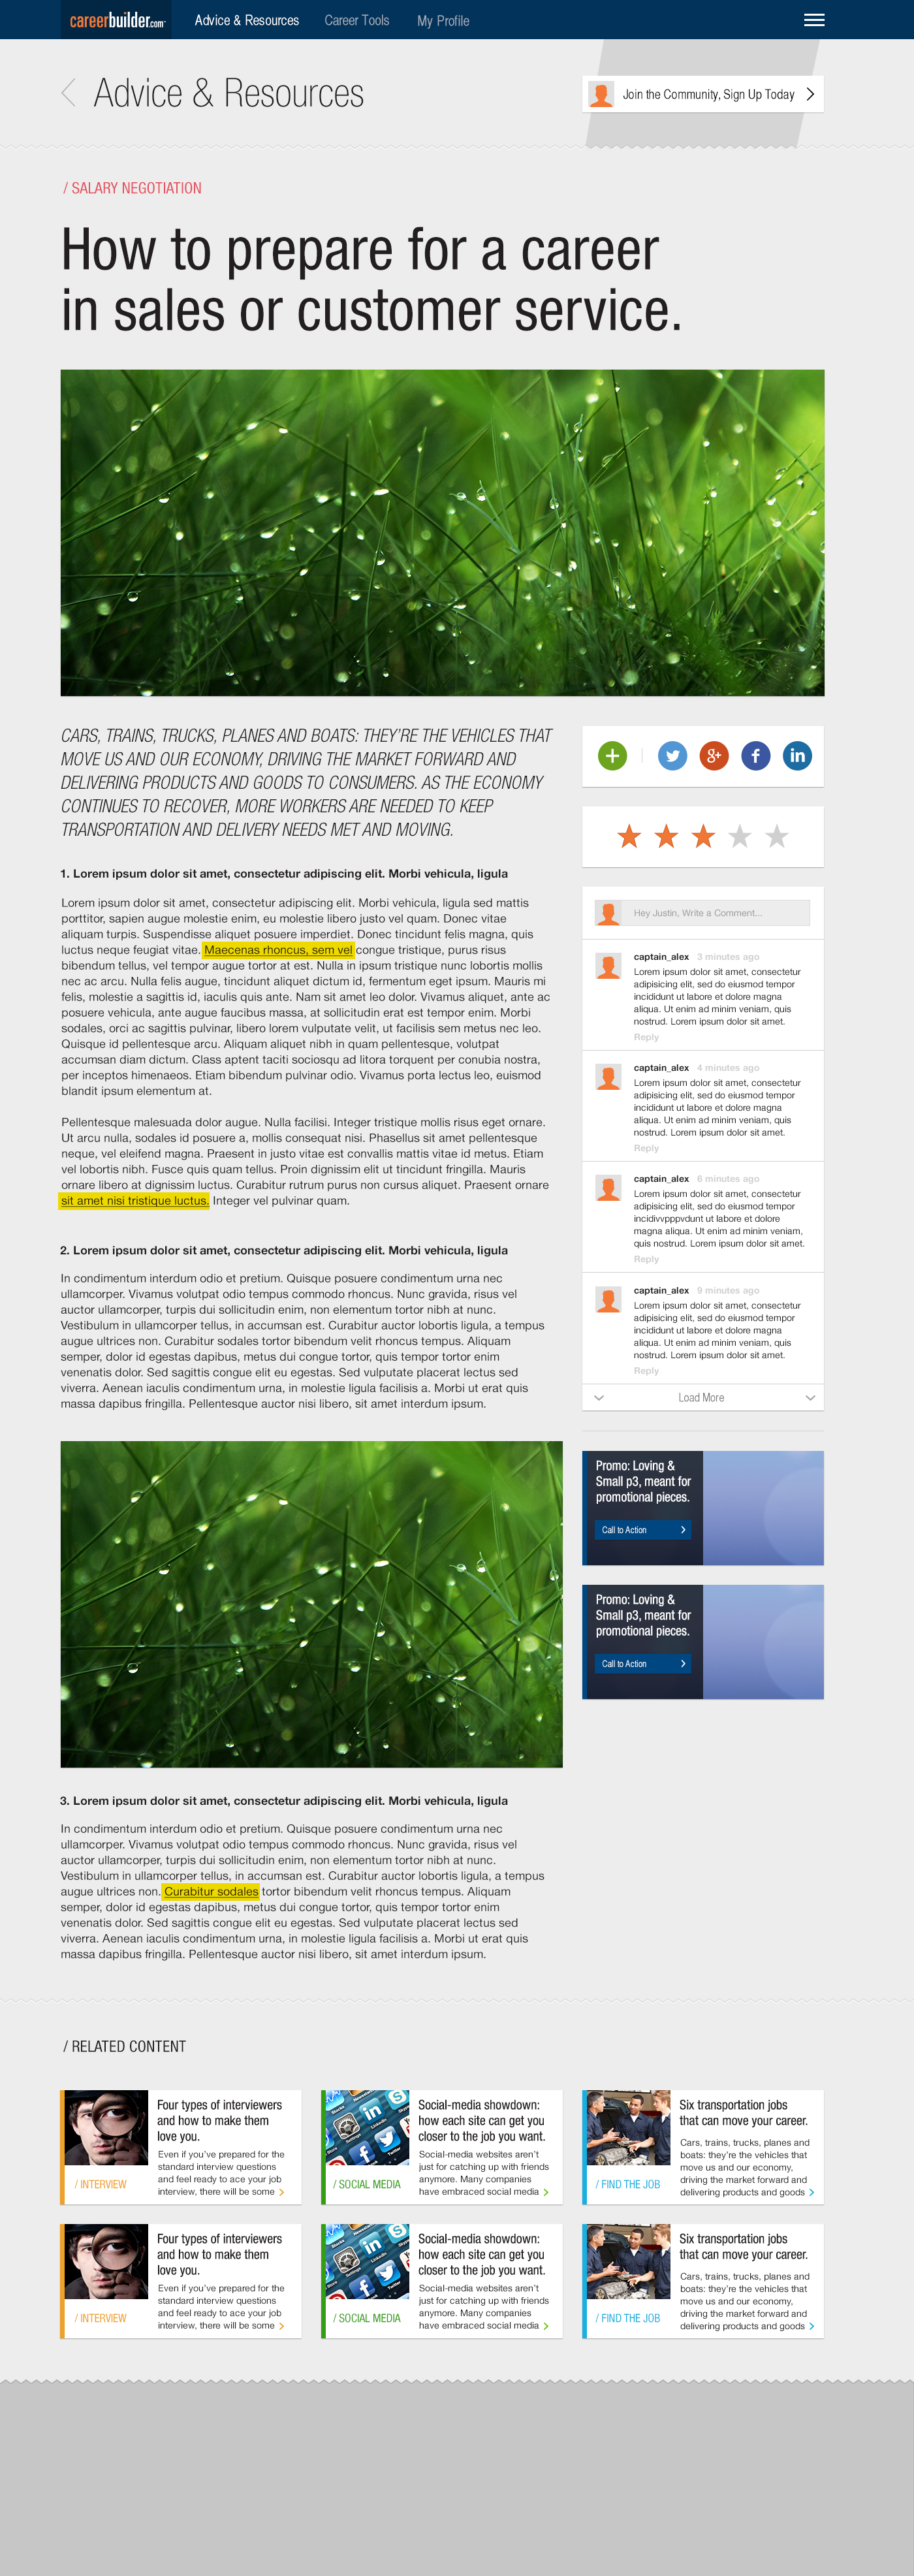 careerbuilder.com
Advice & Resources
Career Tools
My Profile
Advice & Resources
Join the Community, Sign Up Today
/ SALARY NEGOTIATION
How to prepare for a career
in sales or customer service.
CARS, TRAINS, TRUCKS, PLANES AND BOATS: THEY'RE THE VEHICLES THAT
MOVE US AND OUR ECONOMY, DRIVING THE MARKET FORWARD AND
DELIVERING PRODUCTS AND GOODS TO CONSUMERS. AS THE ECONOMY
CONTINUES TO RECOVER, MORE WORKERS ARE NEEDED TO KEEP
TRANSPORTATION AND DELIVERY NEEDS MET AND MOVING.
1. Lorem ipsum dolor sit amet, consectetur adipiscing elit. Morbi vehicula, ligula
Lorem ipsum dolor sit amet, consectetur adipiscing elit. Morbi vehicula, ligula sed mattis
porttitor, sapien augue molestie enim, eu molestie libero justo vel quam. Donec vitae
aliquam turpis. Suspendisse aliquet posuere imperdiet. Donec tincidunt felis magna, quis
luctus neque feugiat vitae. Maecenas rhoncus, sem vel congue tristique, purus risus
bibendum tellus, vel tempor augue tortor at est. Nulla in ipsum tristique nunc lobortis mollis
nec ac arcu. Nulla felis augue, tincidunt aliquet dictum id, fermentum eget ipsum. Mauris mi
felis, molestie a sagittis id, iaculis quis ante. Nam sit amet leo dolor. Vivamus aliquet, ante ac
posuere vehicula, ante augue faucibus massa, at sollicitudin erat est tempor enim. Morbi
sodales, orci ac sagittis pulvinar, libero lorem vulputate velit, ut facilisis sem metus nec leo.
Quisque id pellentesque arcu. Aliquam aliquet nibh in quam pellentesque, volutpat
accumsan diam dictum. Class aptent taciti sociosqu ad litora torquent per conubia nostra,
per inceptos himenaeos. Etiam bibendum pulvinar odio. Vivamus porta lectus leo, euismod
blandit ipsum elementum at.
Pellentesque malesuada dolor augue. Nulla facilisi. Integer tristique mollis risus eget ornare.
Ut arcu nulla, sodales id posuere a, mollis consequat nisi. Phasellus sit amet pellentesque
neque, vel eleifend magna. Praesent in justo vitae est convallis mattis vitae id metus. Etiam
vel lobortis nibh. Fusce quis quam tellus. Proin dignissim elit ut tincidunt fringilla. Mauris
ornare libero et dignissim luctus. Curabitur rutrum purus non cursus aliquet. Praesent ornare
sit amet nisi tristique luctus. Integer vel pulvinar quam.
2. Lorem ipsum dolor sit amet, consectetur adipiscing elit. Morbi vehicula, ligula
In condimentum interdum odio et pretium. Quisque posuere condimentum urna nec
ullamcorper. Vivamus volutpat odio tempus commodo rhoncus. Nunc gravida, risus vel
auctor ullamcorper, turpis dui sollicitudin enim, non elementum tortor nibh at nunc.
Vestibulum in ullamcorper tellus, in accumsan est. Curabitur auctor lobortis ligula, a tempus
augue ultrices non. Curabitur sodales tortor bibendum velit rhoncus tempus. Aliquam
semper, dolor id egestas dapibus, metus dui congue tortor, quis tempor tortor enim
venenatis dolor. Sed sagittis congue elit eu egestas. Sed vulputate placerat lectus sed
viverra. Aenean iaculis condimentum urna, in molestie ligula facilisis a. Morbi ut erat quis
massa dapibus fringilla. Pellentesque auctor nisi libero, sit amet interdum ipsum.
3. Lorem ipsum dolor sit amet, consectetur adipiscing elit. Morbi vehicula, ligula
In condimentum interdum odio et pretium. Quisque posuere condimentum urna nec
ullamcorper. Vivamus volutpat odio tempus commodo rhoncus. Nunc gravida, risus vel
auctor ullamcorper, turpis dui sollicitudin enim, non elementum tortor nibh at nunc.
Vestibulum in ullamcorper tellus, in accumsan est. Curabitur auctor lobortis ligula, a tempus
augue ultrices non. Curabitur sodales tortor bibendum velit rhoncus tempus. Aliquam
semper, dolor id egestas dapibus, metus dui congue tortor, quis tempor tortor enim
venenatis dolor. Sed sagittis congue elit eu egestas. Sed vulputate placerat lectus sed
viverra. Aenean iaculis condimentum urna, in molestie ligula facilisis a. Morbi ut erat quis
massa dapibus fringilla. Pellentesque auctor nisi libero, sit amet interdum ipsum.
g+ f in
Hey Justin, Write a Comment...
captain_alex 3 minutes ago
Lorem ipsum dolor sit amet, consectetur
adipisicing elit, sed do eiusmod tempor
incididunt ut labore et dolore magna
aliqua. Ut enim ad minim veniam, quis
nostrud. Lorem ipsum dolor sit amet.
Reply
captain_alex 4 minutes ago
Lorem ipsum dolor sit amet, consectetur
adipisicing elit, sed do eiusmod tempor
incididunt ut labore et dolore magna
aliqua. Ut enim ad minim veniam, quis
nostrud. Lorem ipsum dolor sit amet.
Reply
captain_alex 6 minutes ago
Lorem ipsum dolor sit amet, consectetur
adipisicing elit, sed do eiusmod tempor
incidivvpppvdunt ut labore et dolore
magna aliqua. Ut enim ad minim veniam,
quis nostrud. Lorem ipsum dolor sit amet.
Reply
captain_alex 9 minutes ago
Lorem ipsum dolor sit amet, consectetur
adipisicing elit, sed do eiusmod tempor
incididunt ut labore et dolore magna
aliqua. Ut enim ad minim veniam, quis
nostrud. Lorem ipsum dolor sit amet.
Reply
Load More
Promo: Loving &
Small p3, meant for
promotional pieces.
Call to Action
Promo: Loving &
Small p3, meant for
promotional pieces.
Call to Action
/ RELATED CONTENT
Four types of interviewers
and how to make them
love you.
Even if you've prepared for the
standard interview questions
and feel ready to ace your job
interview, there will be some
/ INTERVIEW
Social-media showdown:
how each site can get you
closer to the job you want.
Social-media websites aren't
just for catching up with friends
anymore. Many companies
have embraced social media
/ SOCIAL MEDIA
Six transportation jobs
that can move your career.
Cars, trains, trucks, planes and
boats: they're the vehicles that
move us and our economy,
driving the market forward and
delivering products and goods
/ FIND THE JOB
Four types of interviewers
and how to make them
love you.
Even if you've prepared for the
standard interview questions
and feel ready to ace your job
interview, there will be some
/ INTERVIEW
Social-media showdown:
how each site can get you
closer to the job you want.
Social-media websites aren't
just for catching up with friends
anymore. Many companies
have embraced social media
/ SOCIAL MEDIA
Six transportation jobs
that can move your career.
Cars, trains, trucks, planes and
boats: they're the vehicles that
move us and our economy,
driving the market forward and
delivering products and goods
/ FIND THE JOB